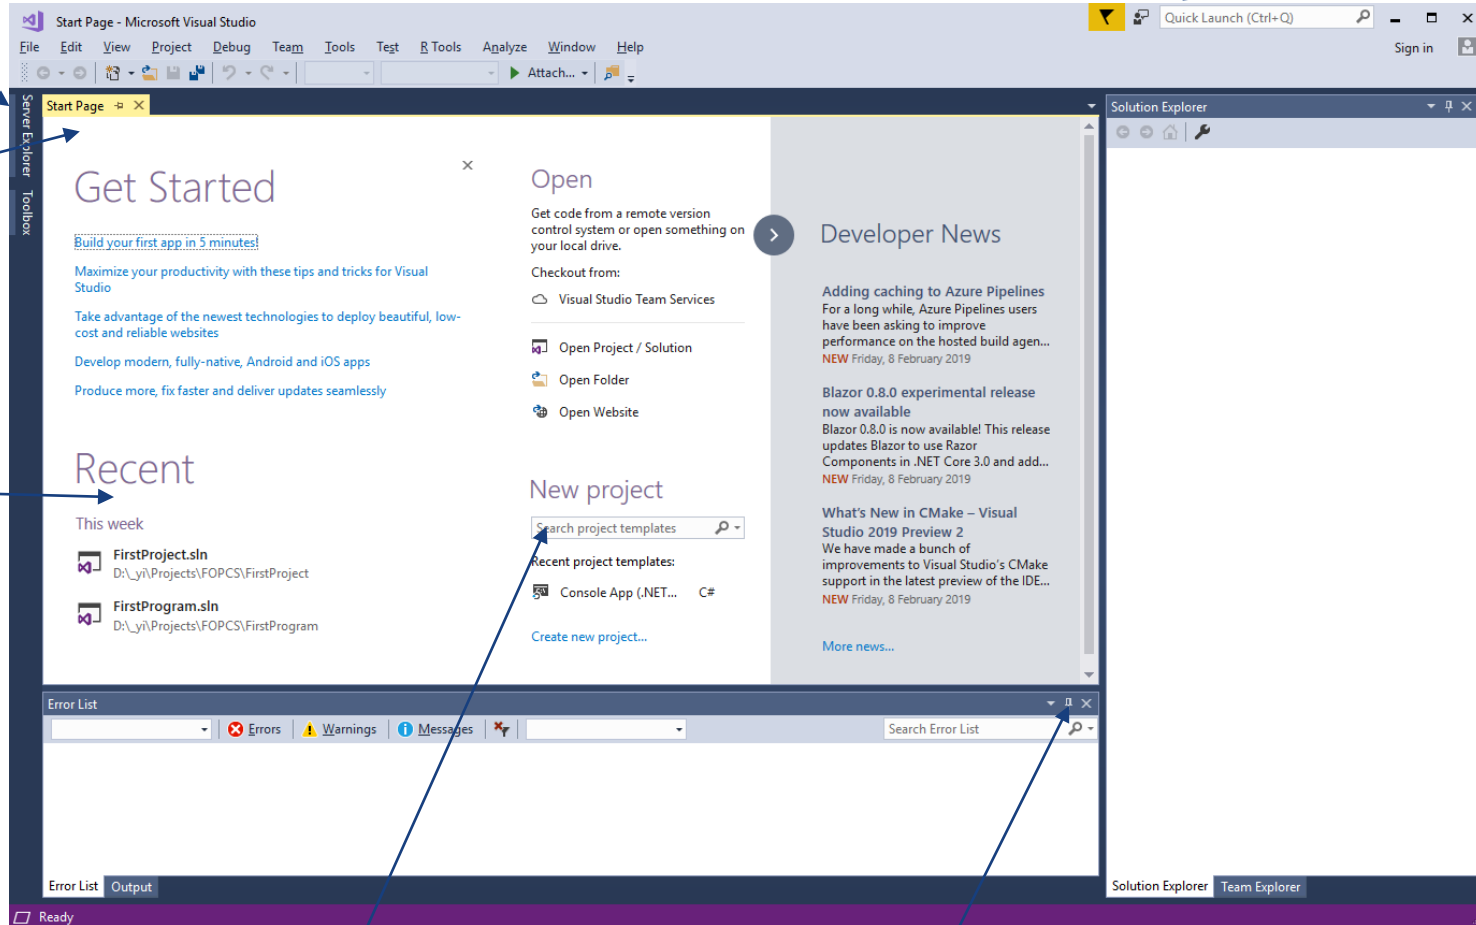 Start Page - Microsoft Visual Studio
Quick Launch (Ctrl+Q)
File Edit View Project Debug Team Tools Test R Tools Analyze Window Help
Sign in
Attach...
Server Explorer
Toolbox
Start Page
Get Started
Build your first app in 5 minutes!
Maximize your productivity with these tips and tricks for Visual
Studio
Take advantage of the newest technologies to deploy beautiful, low-
cost and reliable websites
Develop modern, fully-native, Android and iOS apps
Produce more, fix faster and deliver updates seamlessly
Recent
This week
FirstProject.sln
D:\_yi\Projects\FOPCS\FirstProject
FirstProgram.sln
D:\_yi\Projects\FOPCS\FirstProgram
Open
Get code from a remote version
control system or open something on
your local drive.
Checkout from:
Visual Studio Team Services
Open Project / Solution
Open Folder
Open Website
New project
Search project templates
Recent project templates:
Console App (.NET... C#
Create new project...
Developer News
Adding caching to Azure Pipelines
For a long while, Azure Pipelines users
have been asking to improve
performance on the hosted build agen...
NEW Friday, 8 February 2019
Blazor 0.8.0 experimental release
now available
Blazor 0.8.0 is now available! This release
updates Blazor to use Razor
Components in .NET Core 3.0 and add...
NEW Friday, 8 February 2019
What's New in CMake – Visual
Studio 2019 Preview 2
We have made a bunch of
improvements to Visual Studio's CMake
support in the latest preview of the IDE...
NEW Friday, 8 February 2019
More news...
Solution Explorer
Error List
Errors Warnings Messages
Search Error List
Error List Output
Solution Explorer Team Explorer
Ready